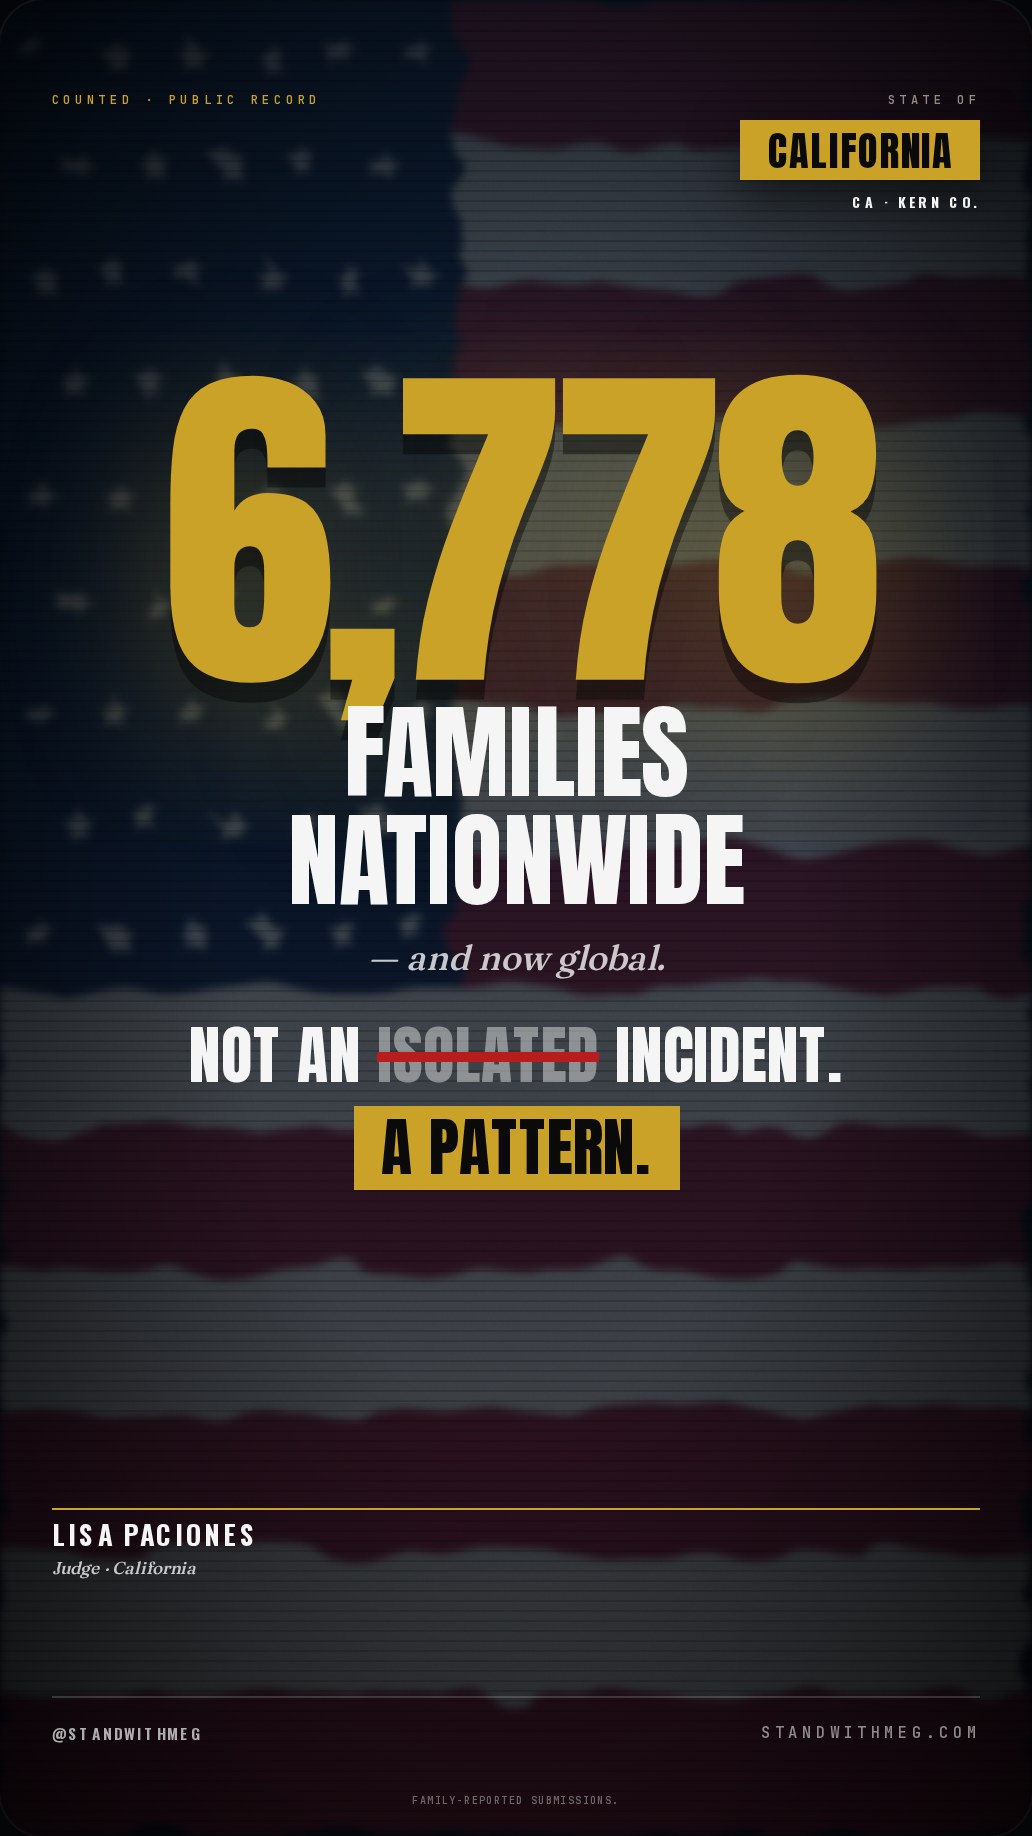 COUNTED · PUBLIC RECORD
STATE OF
CALIFORNIA
CA · KERN CO.
6,778
FAMILIES
NATIONWIDE
— and now global.
NOT AN ISOLATED INCIDENT.
A PATTERN.
LISA PACIONES
Judge · California
@STANDWITHMEG
STANDWITHMEG.COM
FAMILY-REPORTED SUBMISSIONS.